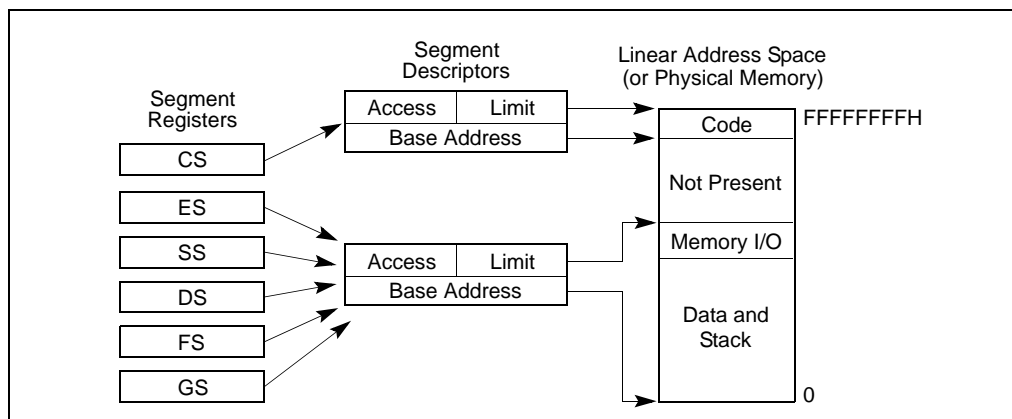 Segment
Registers
CS
ES
SS
DS
FS
GS
Segment
Descriptors
Access Limit
Base Address
Access Limit
Base Address
Linear Address Space
(or Physical Memory)
Code
FFFFFFFFH
Not Present
Memory I/O
Data and
Stack
0